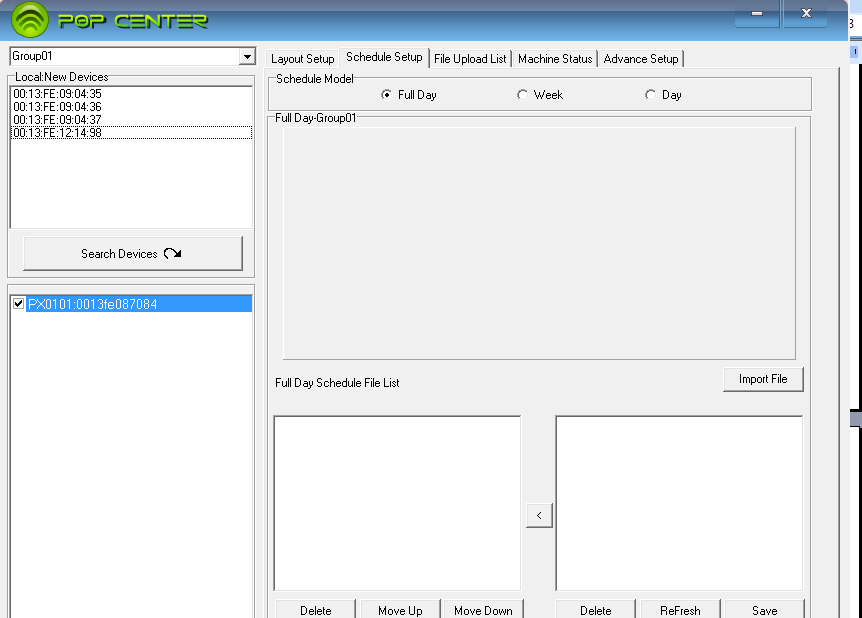 POP CENTER
Group01
Local:New Devices
00:13:FE:09:04:35
00:13:FE:09:04:36
00:13:FE:09:04:37
00:13:FE:12:14:98
Search Devices
PX0101:0013fe087084
Layout Setup Schedule Setup File Upload List Machine Status Advance Setup
Schedule Model
Full Day Week Day
Full Day-Group01
Import File
Full Day Schedule File List
<
Delete Move Up Move Down Delete ReFresh Save